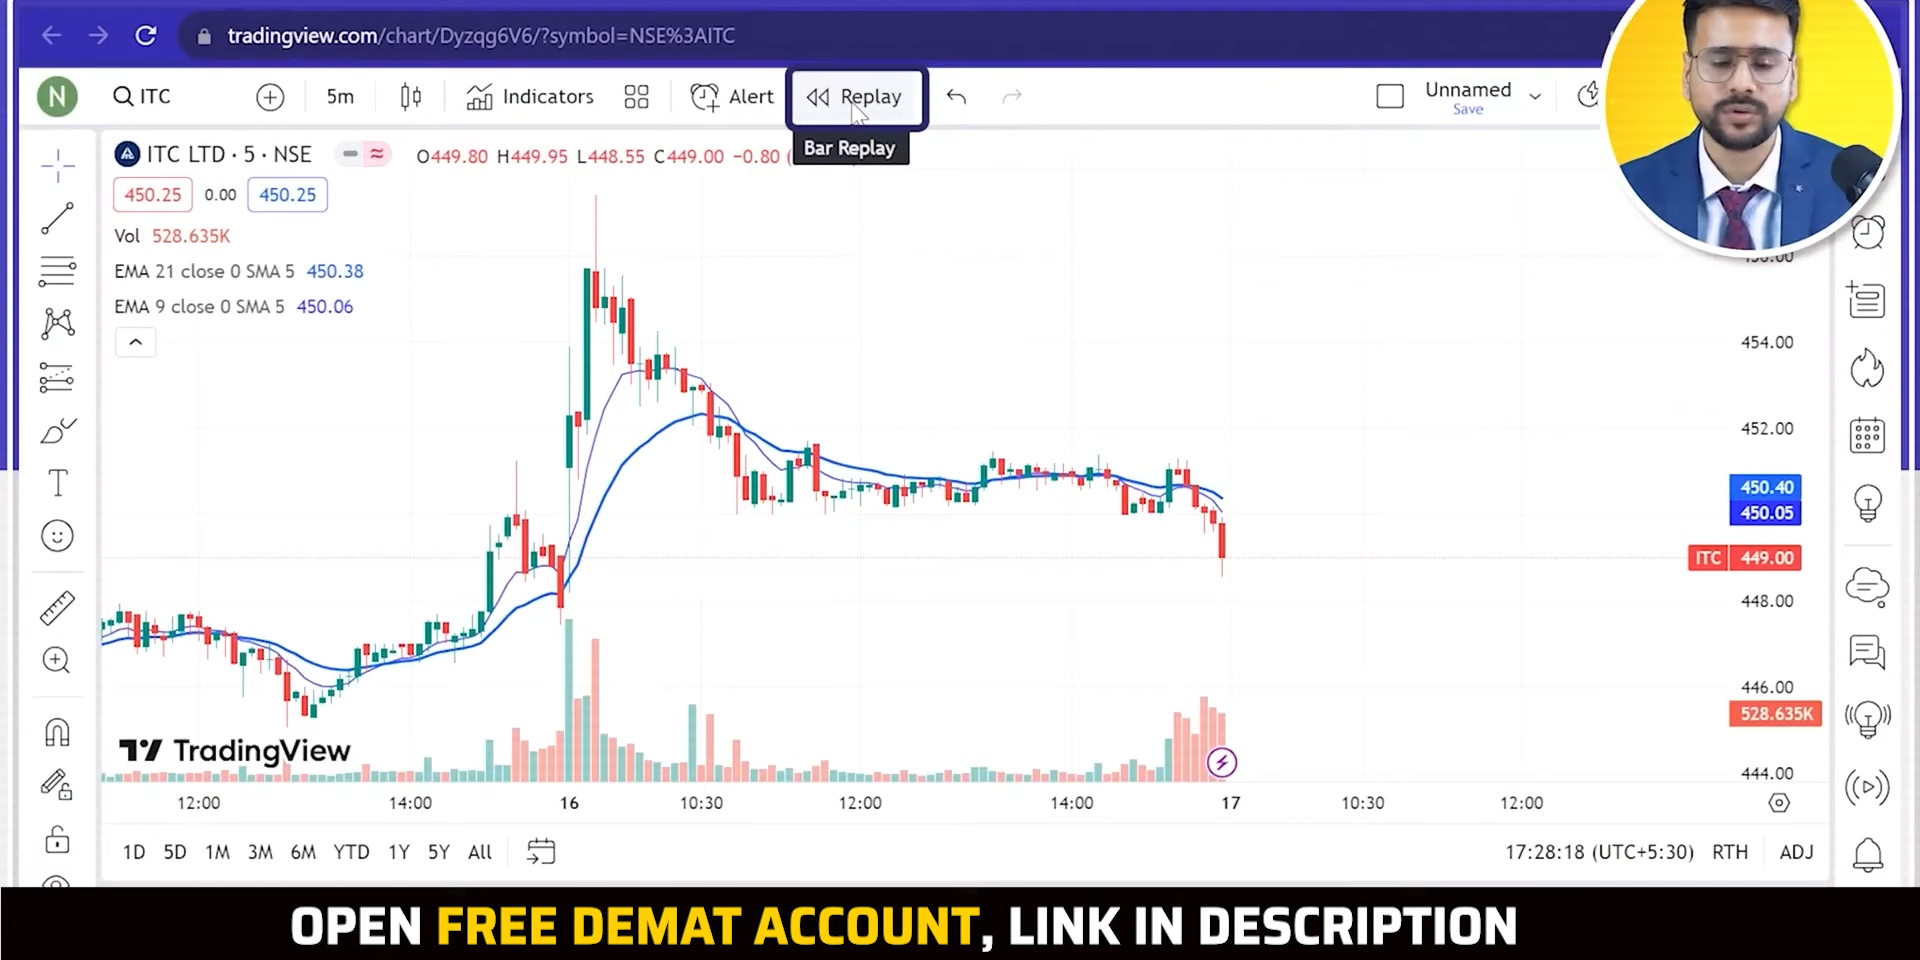 tradingview.com/chart/Dyzqg6V6/?symbol=NSE%3AITC
N ITC 5m Indicators Alert Replay Unnamed
Save
Bar Replay
ITC LTD · 5 · NSE O449.80 H449.95 L448.55 C449.00 −0.80 (
450.25 0.00 450.25
Vol 528.635K
EMA 21 close 0 SMA 5 450.38
EMA 9 close 0 SMA 5 450.06
454.00
452.00
450.40
450.05
ITC 449.00
448.00
446.00
528.635K
444.00
TradingView
12:00 14:00 16 10:30 12:00 14:00 17 10:30 12:00
1D 5D 1M 3M 6M YTD 1Y 5Y All 17:28:18 (UTC+5:30) RTH ADJ
OPEN FREE DEMAT ACCOUNT, LINK IN DESCRIPTION